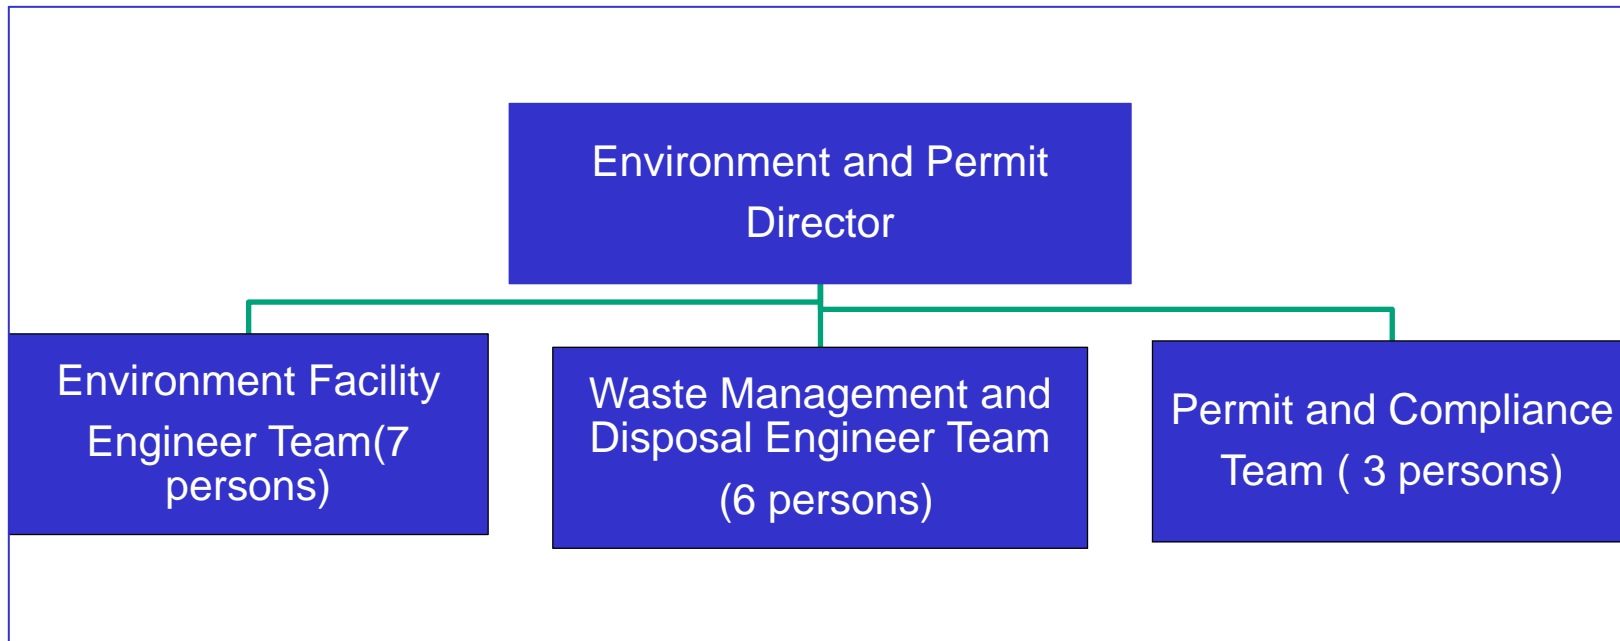 Environment and Permit
Director
Environment Facility
Engineer Team(7
persons)
Waste Management and
Disposal Engineer Team
(6 persons)
Permit and Compliance
Team ( 3 persons)